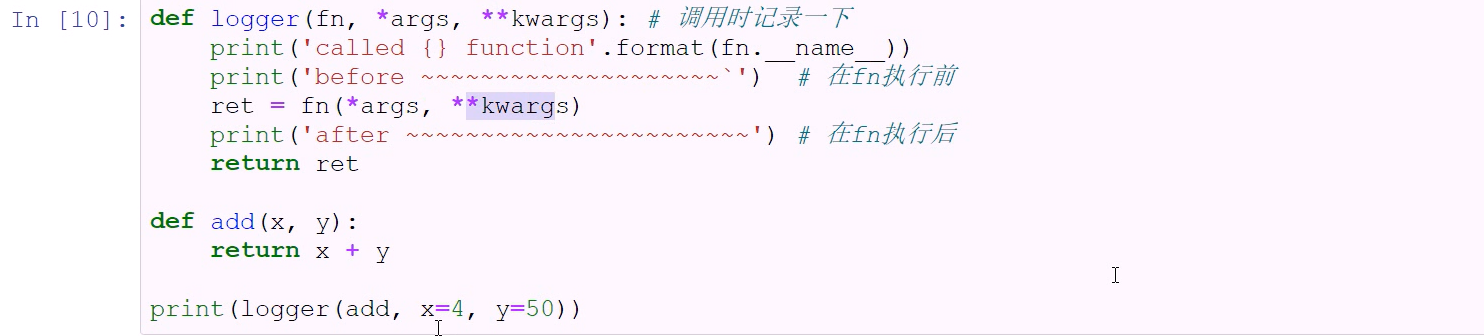 In [10]: def logger(fn, *args, **kwargs): # 调用时记录一下
print('called {} function'.format(fn.__name__))
print('before ~~~~~~~~~~~~~~~~~~~~`') # 在fn执行前
ret = fn(*args, **kwargs)
print('after ~~~~~~~~~~~~~~~~~~~~~~~') # 在fn执行后
return ret
def add(x, y):
return x + y
print(logger(add, x=4, y=50))